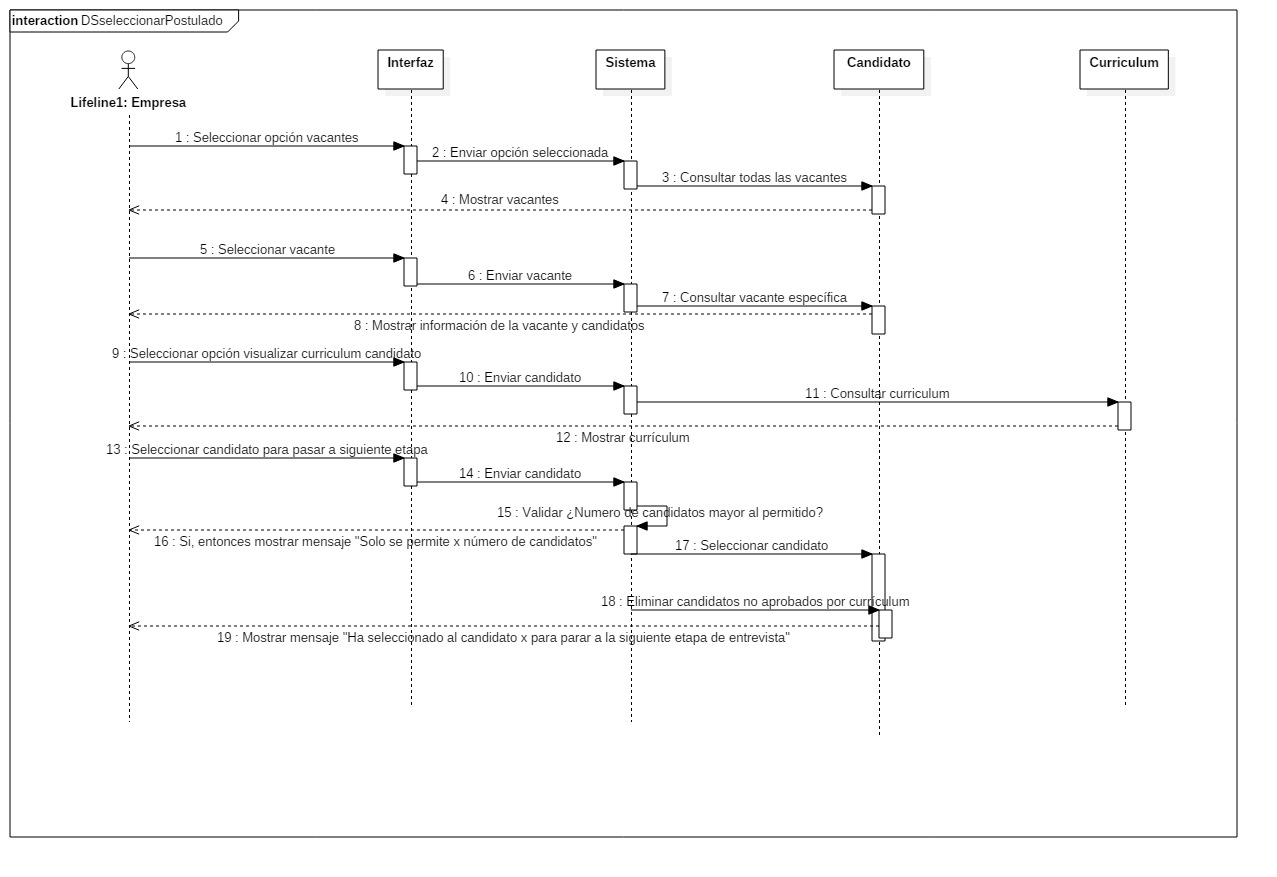 interaction DSseleccionarPostulado
Interfaz
Sistema
Candidato
Curriculum
Lifeline1: Empresa
1 : Seleccionar opción vacantes
2 : Enviar opción seleccionada
3 : Consultar todas las vacantes
4 : Mostrar vacantes
5 : Seleccionar vacante
6 : Enviar vacante
7 : Consultar vacante específica
8 : Mostrar información de la vacante y candidatos
9 : Seleccionar opción visualizar curriculum candidato
10 : Enviar candidato
11 : Consultar curriculum
12 : Mostrar currículum
13 : Seleccionar candidato para pasar a siguiente etapa
14 : Enviar candidato
15 : Validar ¿Numero de candidatos mayor al permitido?
16 : Si, entonces mostrar mensaje "Solo se permite x número de candidatos"
17 : Seleccionar candidato
18 : Eliminar candidatos no aprobados por currículum
19 : Mostrar mensaje "Ha seleccionado al candidato x para parar a la siguiente etapa de entrevista"